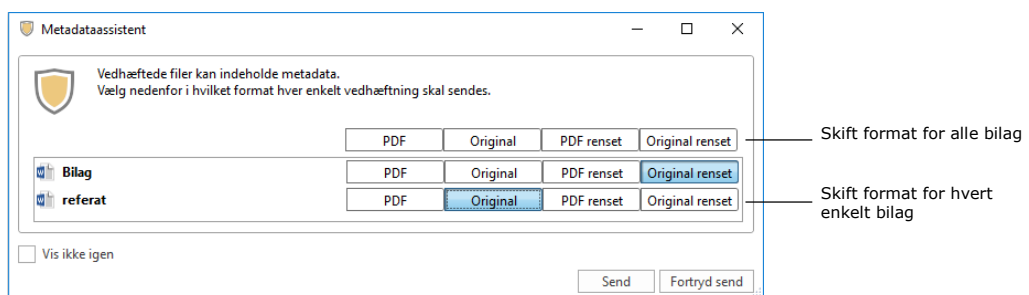 Metadataassistent
Vedhæftede filer kan indeholde metadata.
Vælg nedenfor i hvilket format hver enkelt vedhæftning skal sendes.
PDF Original PDF renset Original renset
Skift format for alle bilag
Bilag PDF Original PDF renset Original renset
referat PDF Original PDF renset Original renset
Skift format for hvert
enkelt bilag
Vis ikke igen
Send Fortryd send